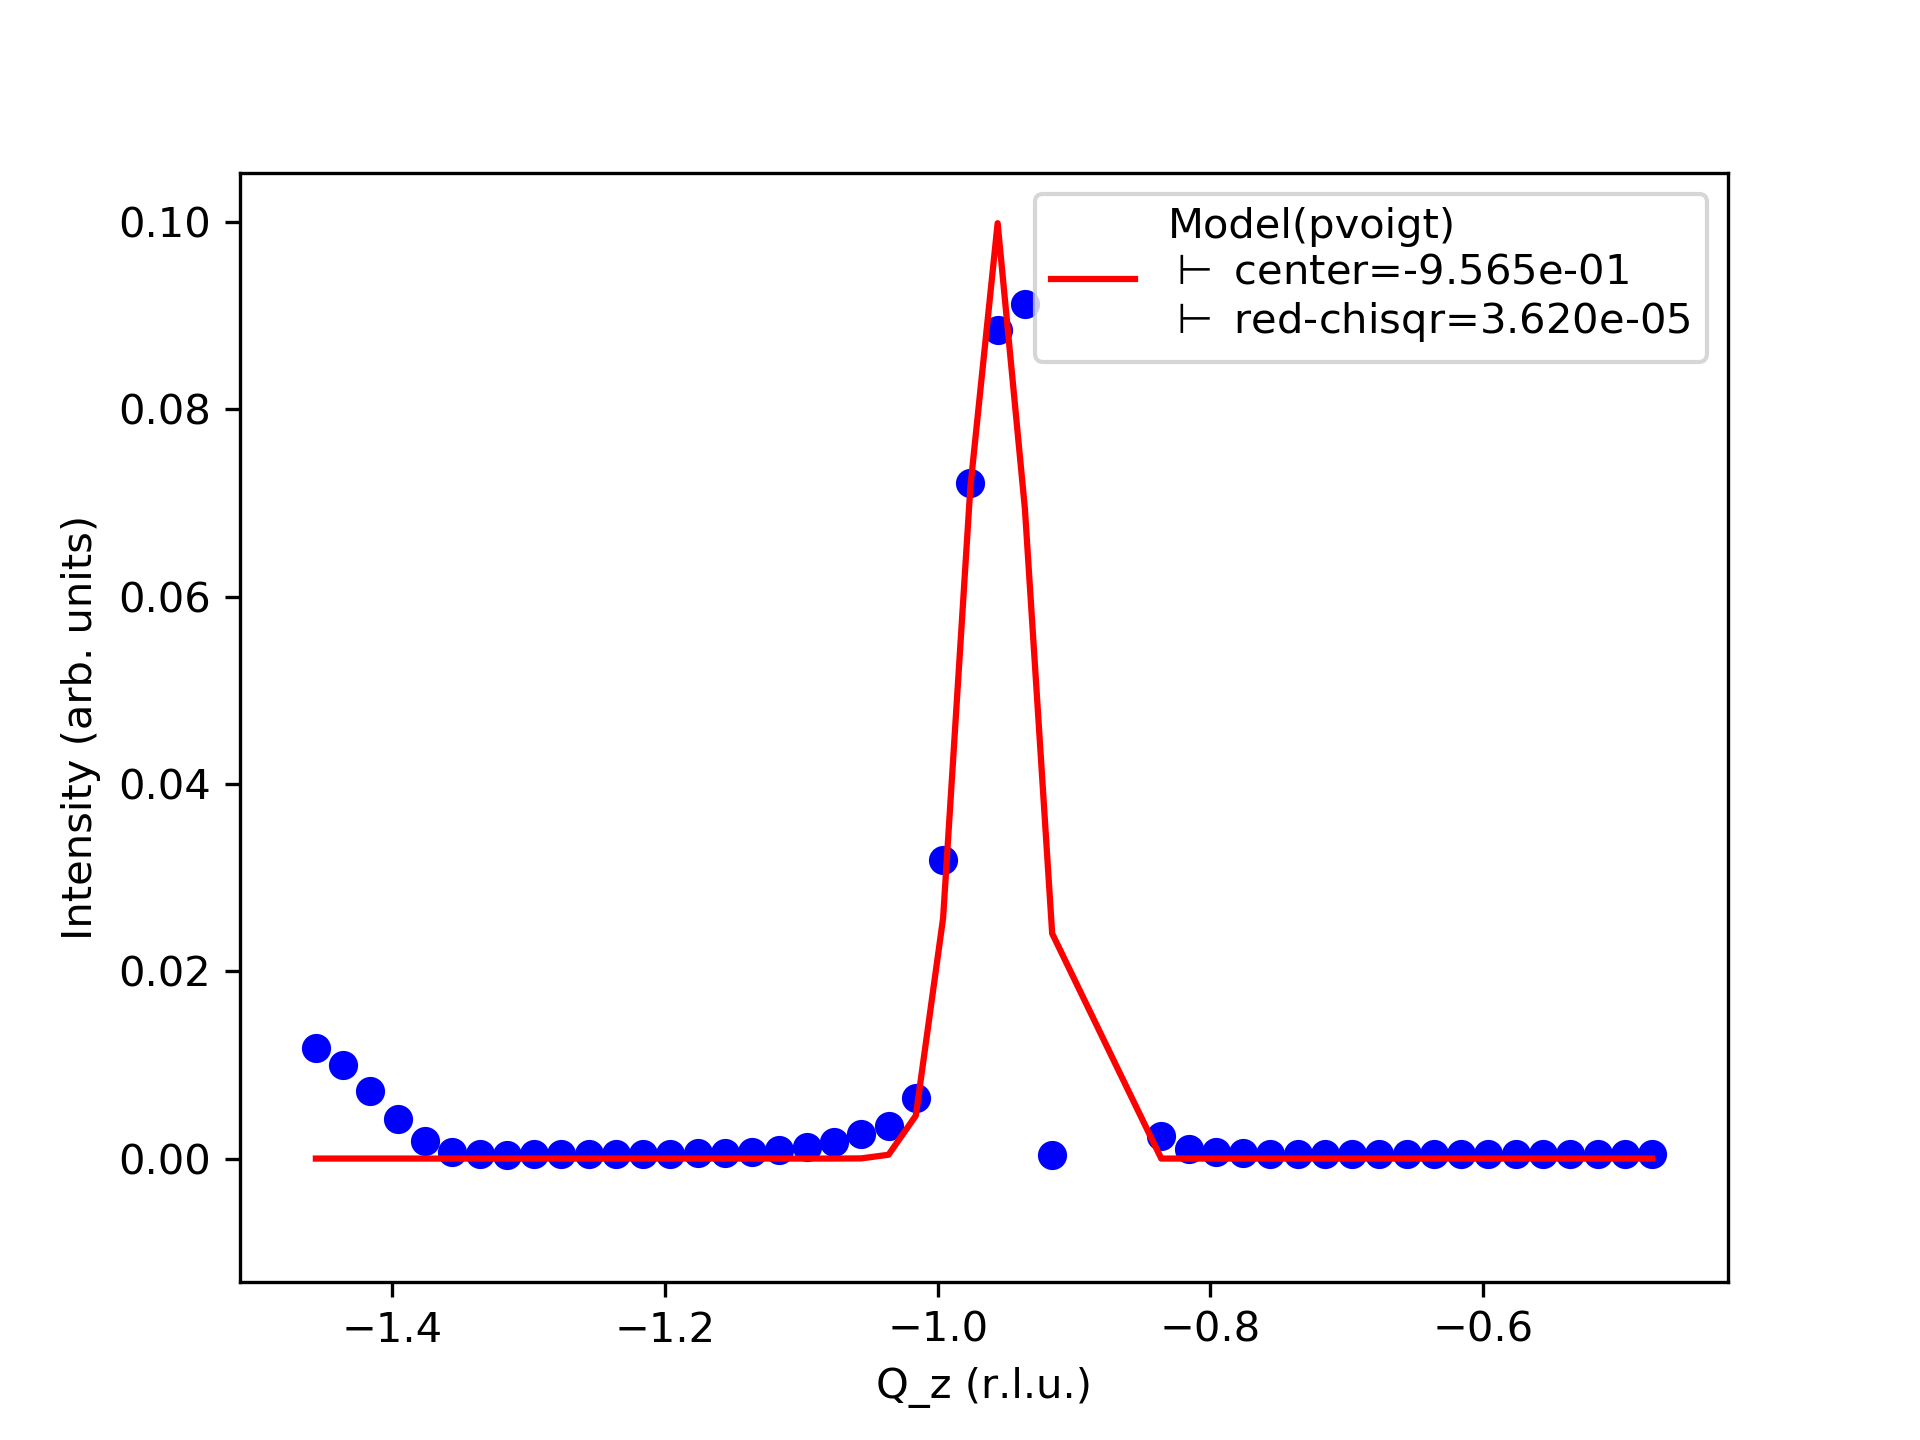 Model(pvoigt)
⊢ center=-9.565e-01
⊢ red-chisqr=3.620e-05
0.10
0.08
0.06
0.04
0.02
0.00
Intensity (arb. units)
−1.4 −1.2 −1.0 −0.8 −0.6
Q_z (r.l.u.)